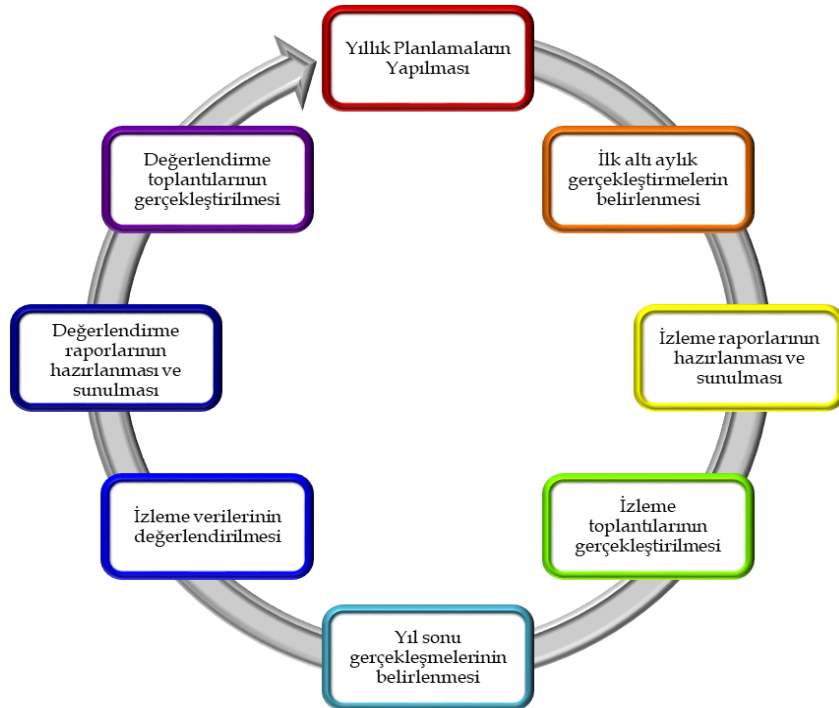 Yıllık Planlamaların
Yapılması
İlk altı aylık
gerçekleştirmelerin
belirlenmesi
İzleme raporlarının
hazırlanması ve
sunulması
İzleme
toplantılarının
gerçekleştirilmesi
Yıl sonu
gerçekleşmelerinin
belirlenmesi
İzleme verilerinin
değerlendirilmesi
Değerlendirme
raporlarının
hazırlanması ve
sunulması
Değerlendirme
toplantılarının
gerçekleştirilmesi